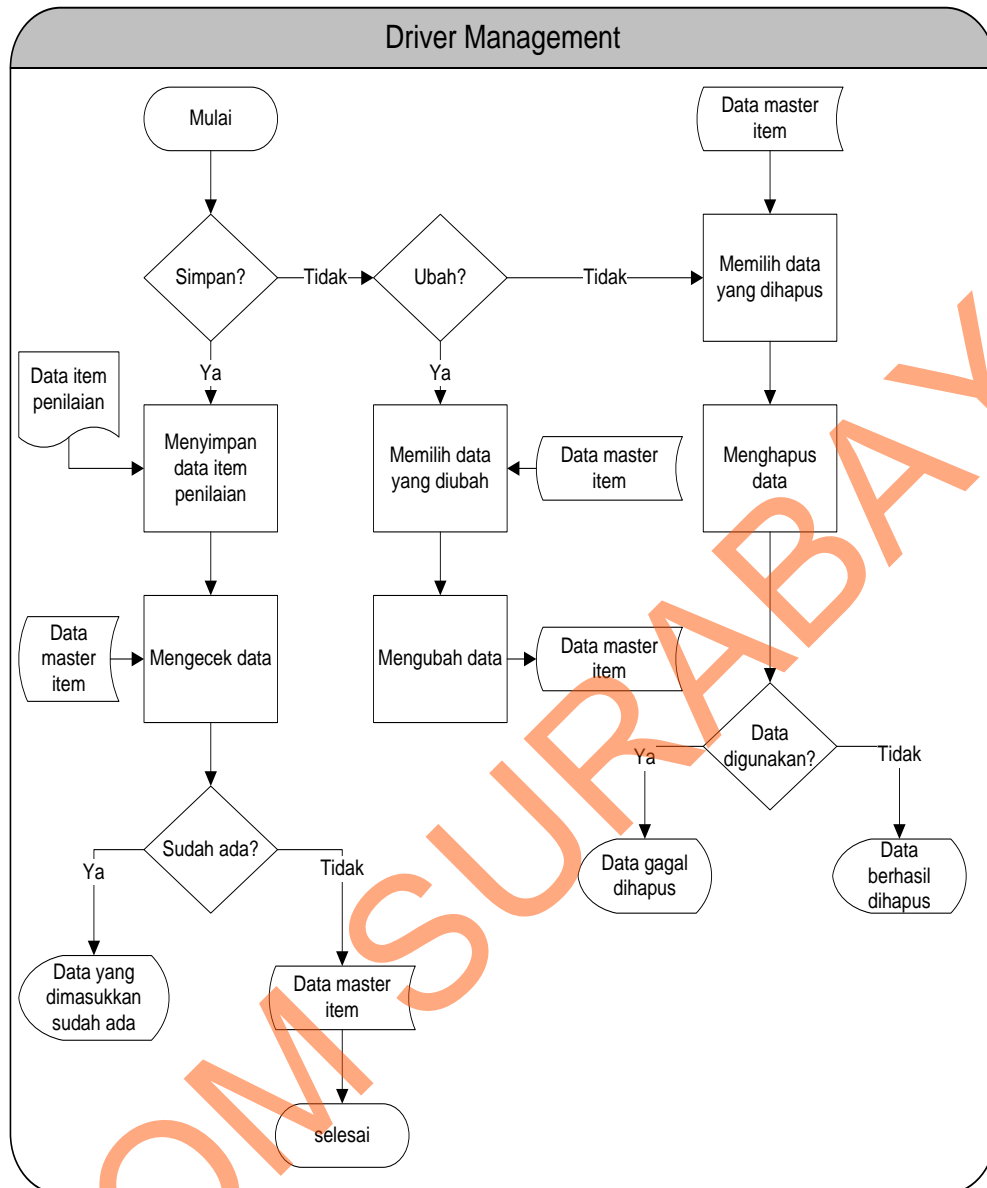 Driver Management
Mulai
Data master
item
Simpan?
Tidak
Ubah?
Tidak
Memilih data
yang dihapus
Ya
Ya
Data item
penilaian
Menyimpan
data item
penilaian
Memilih data
yang diubah
Data master
item
Menghapus
data
Data
master
item
Mengecek data
Mengubah data
Data master
item
Data
digunakan?
Ya
Tidak
Sudah ada?
Ya
Tidak
Data gagal
dihapus
Data
berhasil
dihapus
Data yang
dimasukkan
sudah ada
Data master
item
selesai
OM SURABAY